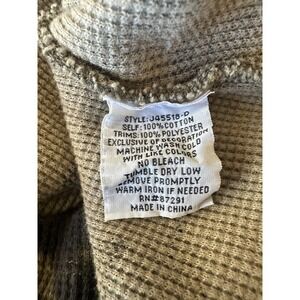 STYLE: J45518-D
SELF: 100% COTTON
TRIMS: 100% POLYESTER
EXCLUSIVE OF DECORATION
MACHINE WASH COLD
WITH LIKE COLORS
NO BLEACH
TUMBLE DRY LOW
REMOVE PROMPTLY
WARM IRON IF NEEDED
RN#87291
MADE IN CHINA